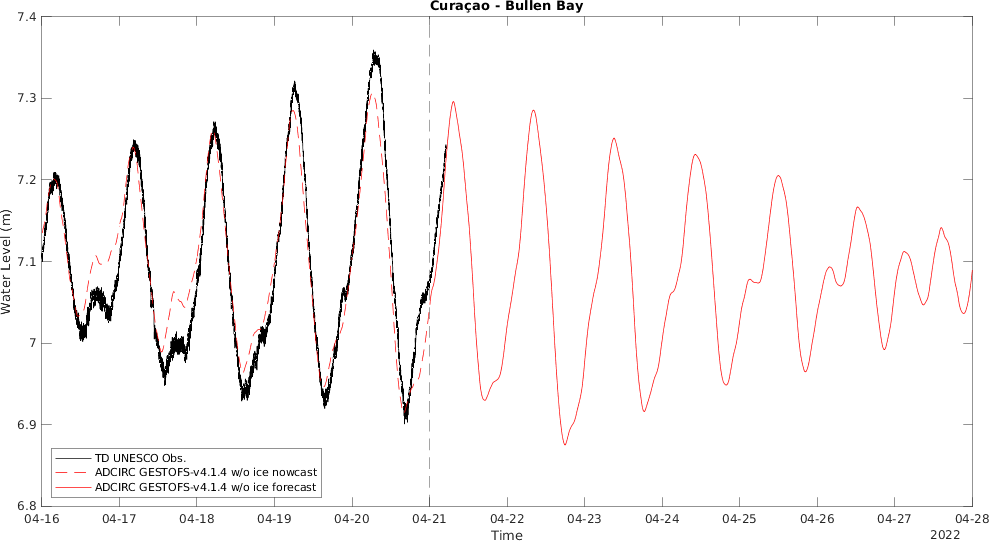 Curaçao - Bullen Bay
7.4
7.3
7.2
7.1
7
6.9
6.8
Water Level (m)
TD UNESCO Obs.
ADCIRC GESTOFS-v4.1.4 w/o ice nowcast
ADCIRC GESTOFS-v4.1.4 w/o ice forecast
04-16 04-17 04-18 04-19 04-20 04-21 04-22 04-23 04-24 04-25 04-26 04-27 04-28
Time
2022